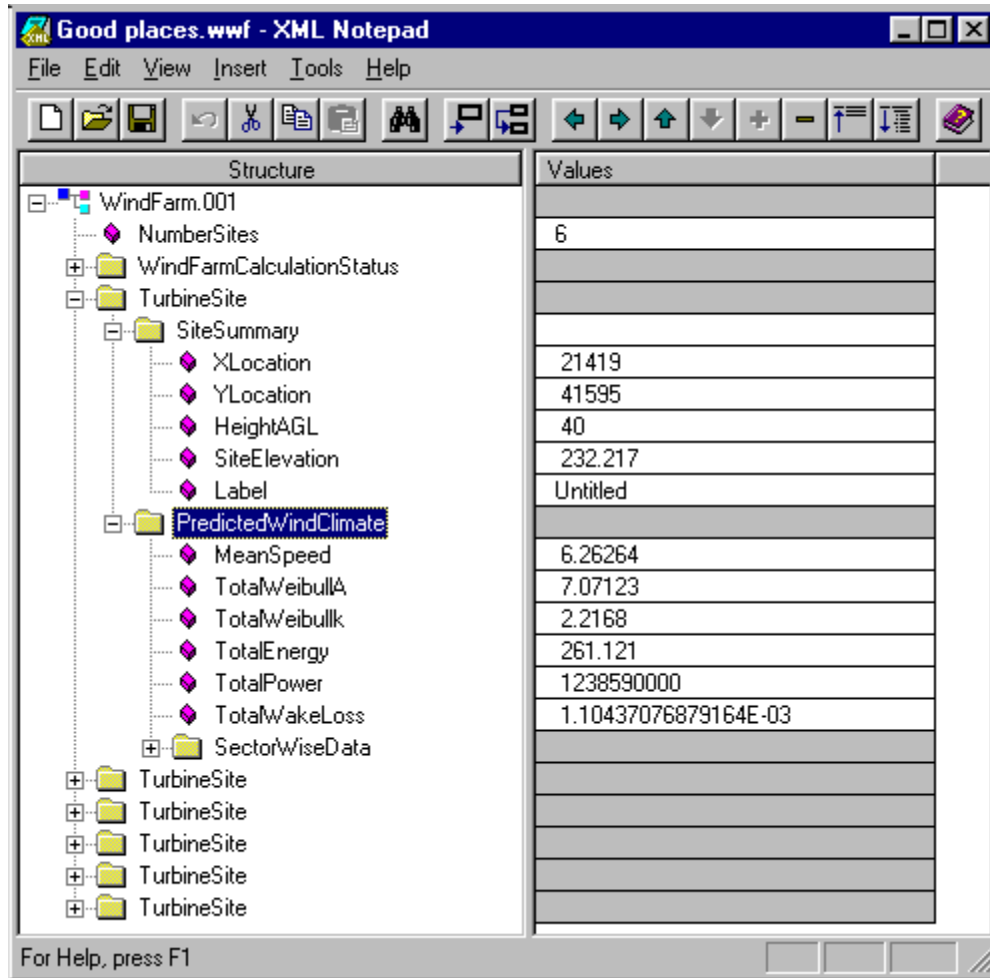 Good places.wwf - XML Notepad
File Edit View Insert Tools Help
Structure Values
WindFarm.001
NumberSites 6
WindFarmCalculationStatus
TurbineSite
SiteSummary
XLocation 21419
YLocation 41595
HeightAGL 40
SiteElevation 232.217
Label Untitled
PredictedWindClimate
MeanSpeed 6.26264
TotalWeibullA 7.07123
TotalWeibullk 2.2168
TotalEnergy 261.121
TotalPower 1238590000
TotalWakeLoss 1.10437076879164E-03
SectorWiseData
TurbineSite
TurbineSite
TurbineSite
TurbineSite
TurbineSite
For Help, press F1